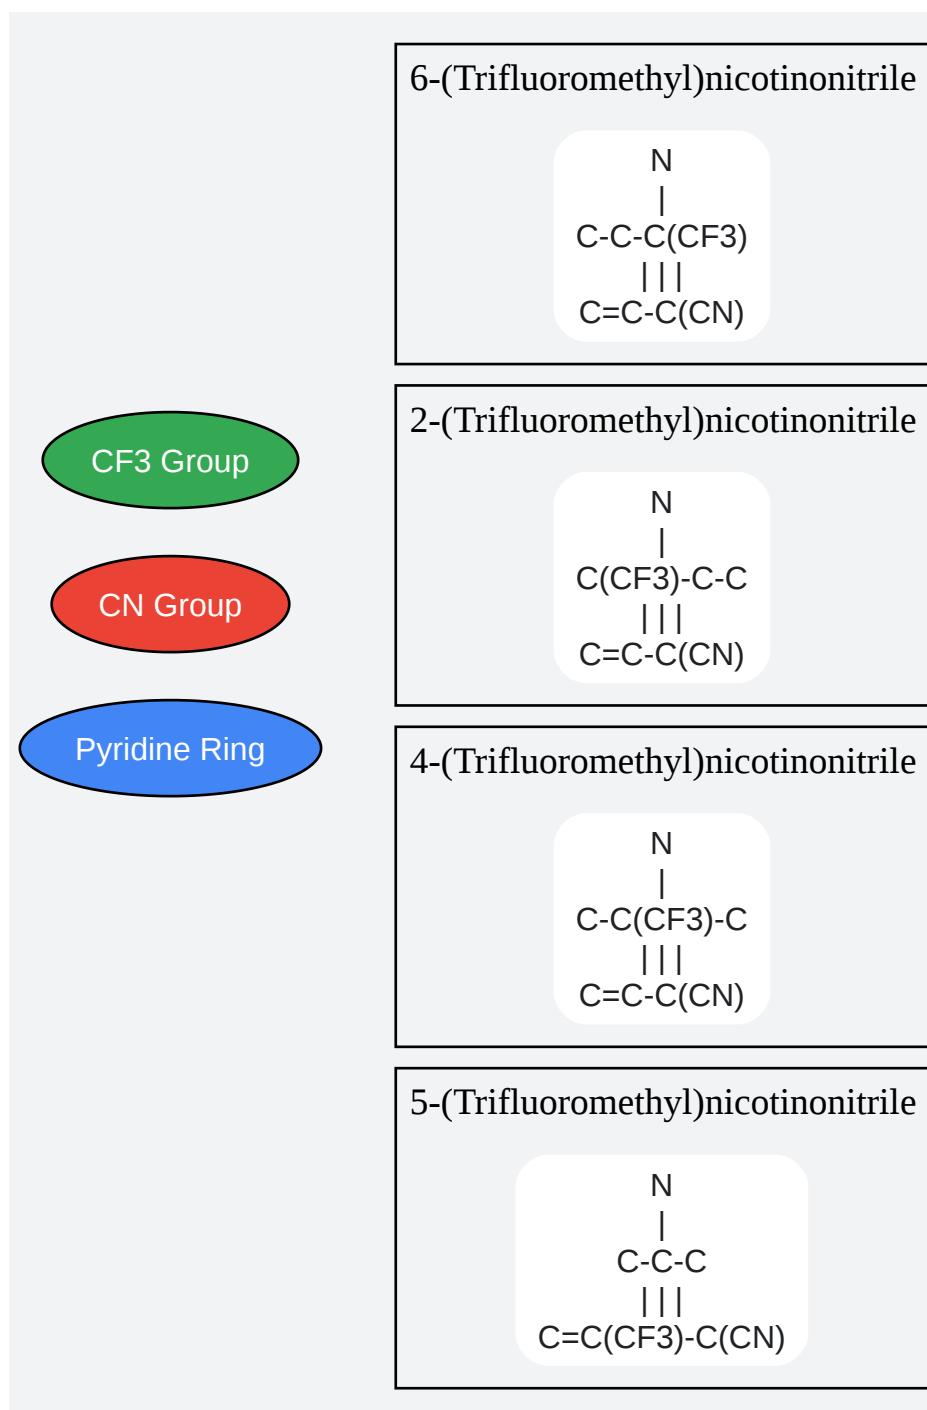 CF3 Group
CN Group
Pyridine Ring
6-(Trifluoromethyl)nicotinonitrile
N
|
C-C-C(CF3)
| | |
C=C-C(CN)
2-(Trifluoromethyl)nicotinonitrile
N
|
C(CF3)-C-C
| | |
C=C-C(CN)
4-(Trifluoromethyl)nicotinonitrile
N
|
C-C(CF3)-C
| | |
C=C-C(CN)
5-(Trifluoromethyl)nicotinonitrile
N
|
C-C-C
| | |
C=C(CF3)-C(CN)